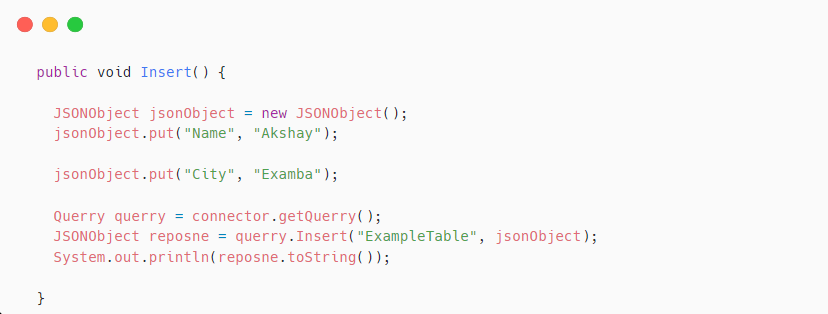 public void Insert() {
JSONObject jsonObject = new JSONObject();
jsonObject.put("Name", "Akshay");
jsonObject.put("City", "Examba");
Querry querry = connector.getQuerry();
JSONObject reposne = querry.Insert("ExampleTable", jsonObject);
System.out.println(reposne.toString());
}